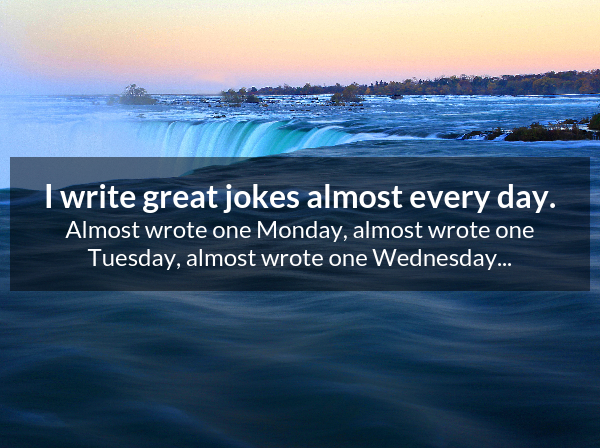 I write great jokes almost every day.
Almost wrote one Monday, almost wrote one
Tuesday, almost wrote one Wednesday...